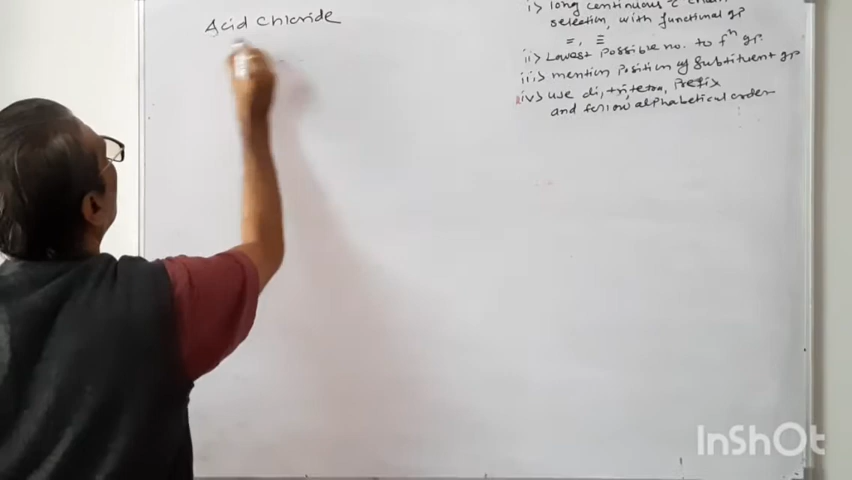 Acid Chloride
i> long continuous C chain
selection, with functional gp
=, ≡
ii> Lowest possible no. to fⁿ gp.
iii> mention position of Substituent gp
iv> use di, tri, tetra, Prefix
and follow alphabetical order
InShOt